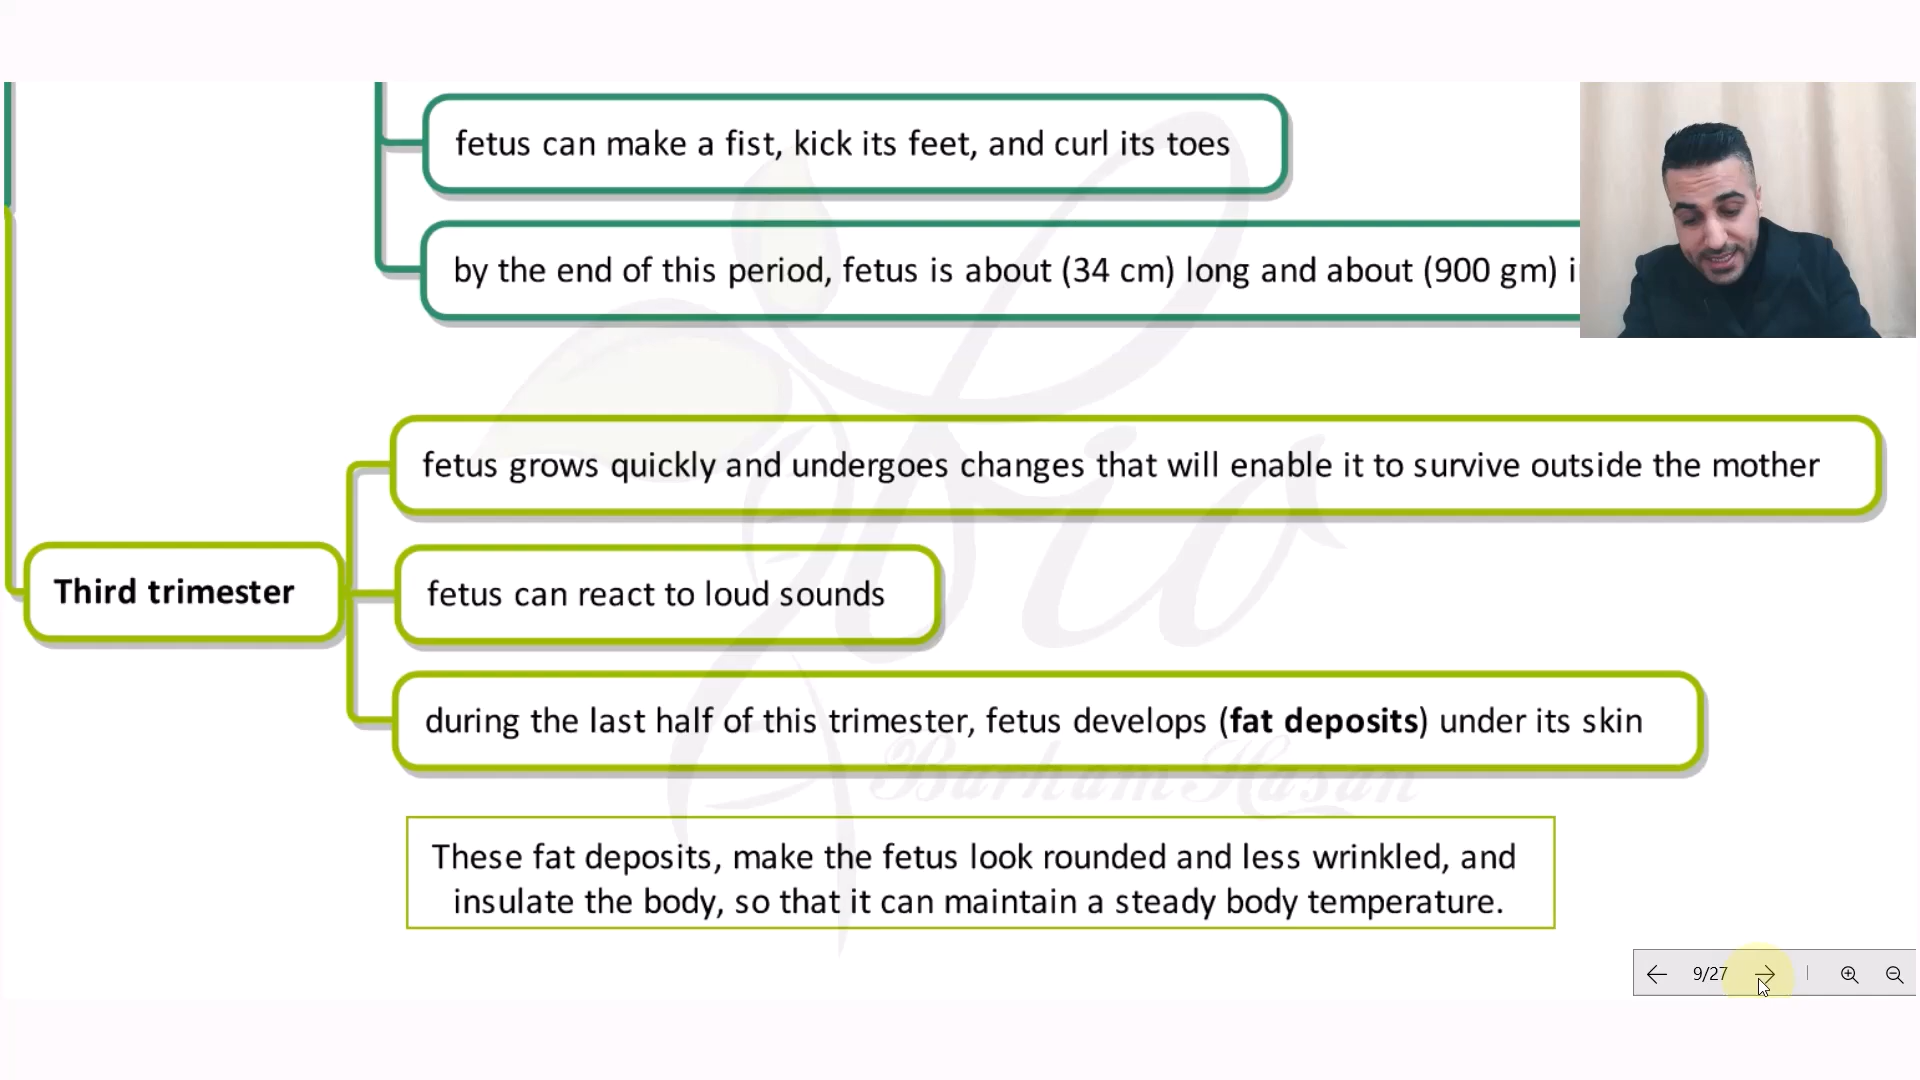 fetus can make a fist, kick its feet, and curl its toes
by the end of this period, fetus is about (34 cm) long and about (900 gm)
fetus grows quickly and undergoes changes that will enable it to survive outside the mother
Third trimester
fetus can react to loud sounds
during the last half of this trimester, fetus develops (fat deposits) under its skin
Bio
Barham Hasan
These fat deposits, make the fetus look rounded and less wrinkled, and
insulate the body, so that it can maintain a steady body temperature.
9/27